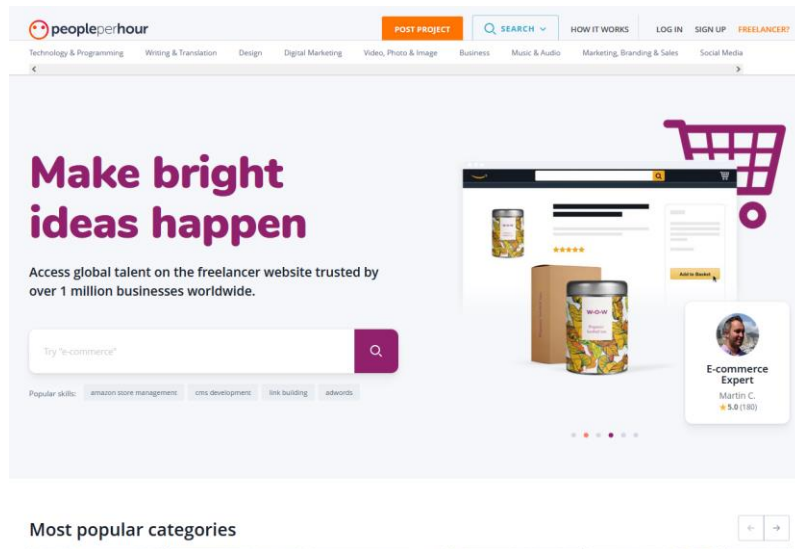 peopleperhour
POST PROJECT
SEARCH
HOW IT WORKS
LOG IN
SIGN UP
FREELANCER?
Technology & Programming
Writing & Translation
Design
Digital Marketing
Video, Photo & Image
Business
Music & Audio
Marketing, Branding & Sales
Social Media
Make bright
ideas happen
Access global talent on the freelancer website trusted by
over 1 million businesses worldwide.
Try "e-commerce"
Popular skills:
amazon store management
cms development
link building
adwords
Add to Basket
W·O·W
E-commerce
Expert
Martin C.
5.0 (180)
Most popular categories